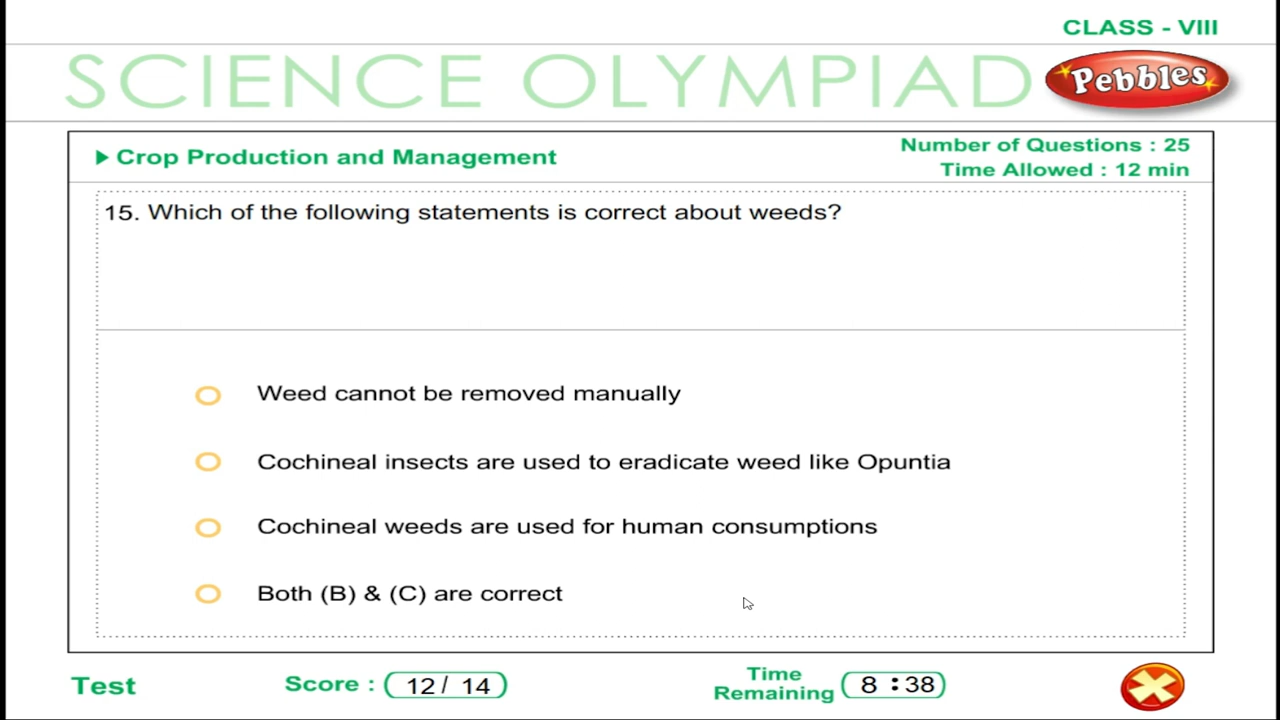 CLASS - VIII
SCIENCE OLYMPIAD
Pebbles
Crop Production and Management
Number of Questions : 25
Time Allowed : 12 min
15. Which of the following statements is correct about weeds?
Weed cannot be removed manually
Cochineal insects are used to eradicate weed like Opuntia
Cochineal weeds are used for human consumptions
Both (B) & (C) are correct
Test
Score : 12 / 14
Time
Remaining 8 : 38